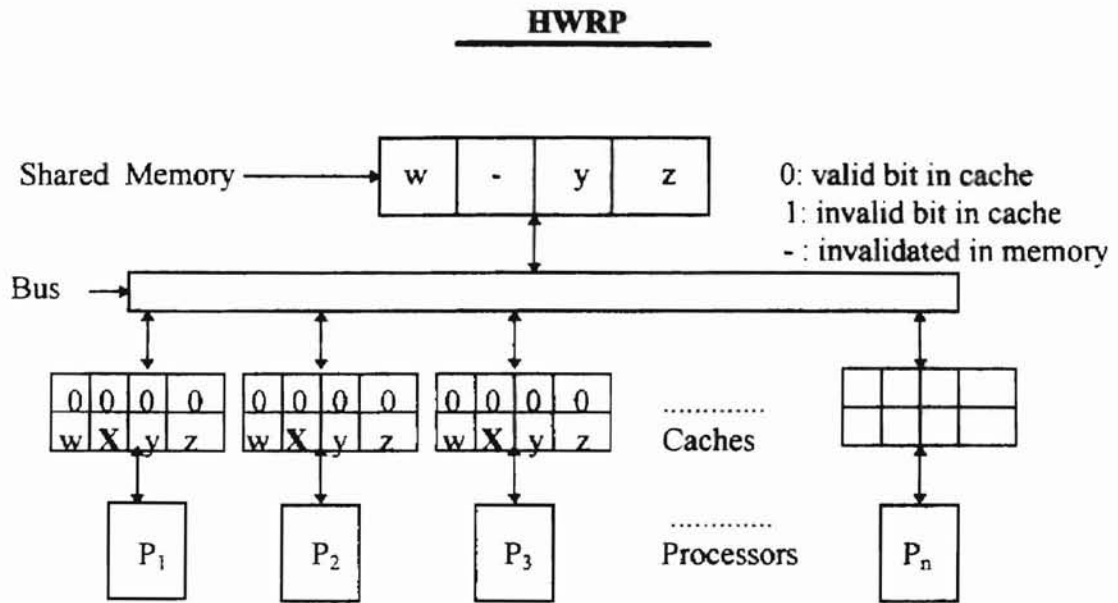 HWRP
Shared Memory
w - y z
0: valid bit in cache
1: invalid bit in cache
- : invalidated in memory
Bus
0 0 0 0
w X y z
0 0 0 0
w X y z
0 0 0 0
w X y z
............
Caches
P1
P2
P3
............
Processors
Pn